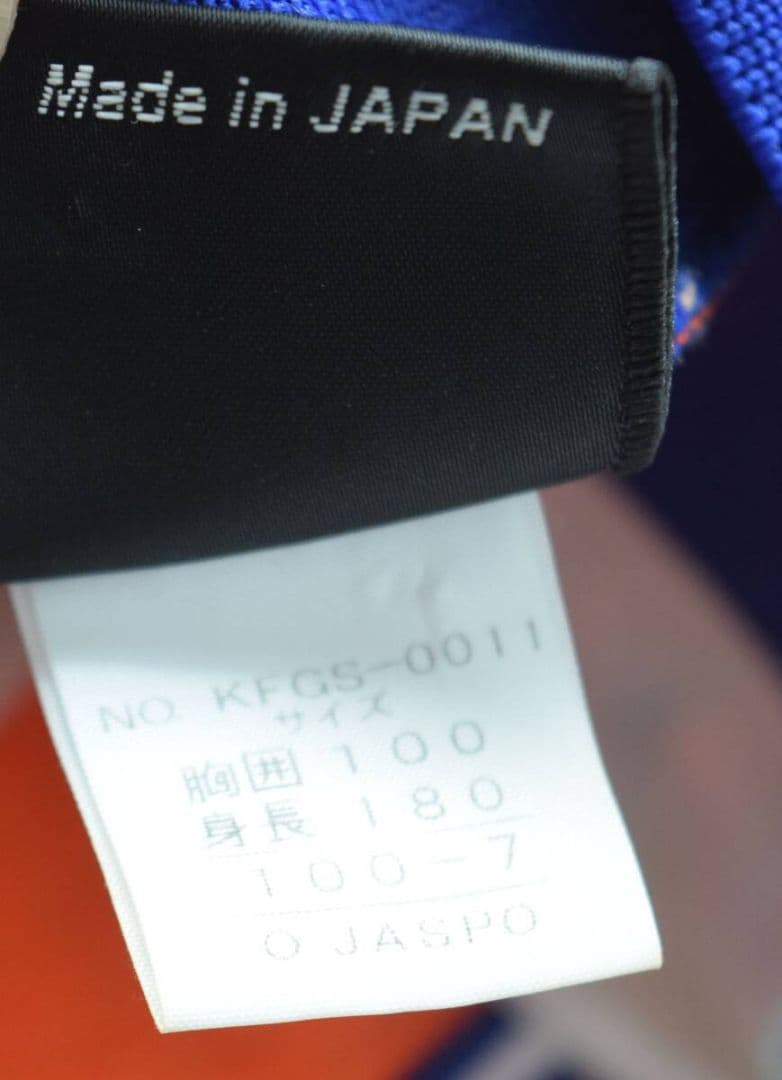 Made in JAPAN
NO. KFGS-0011
サイズ
胸囲 100
身長 180
100-7
O JASPO